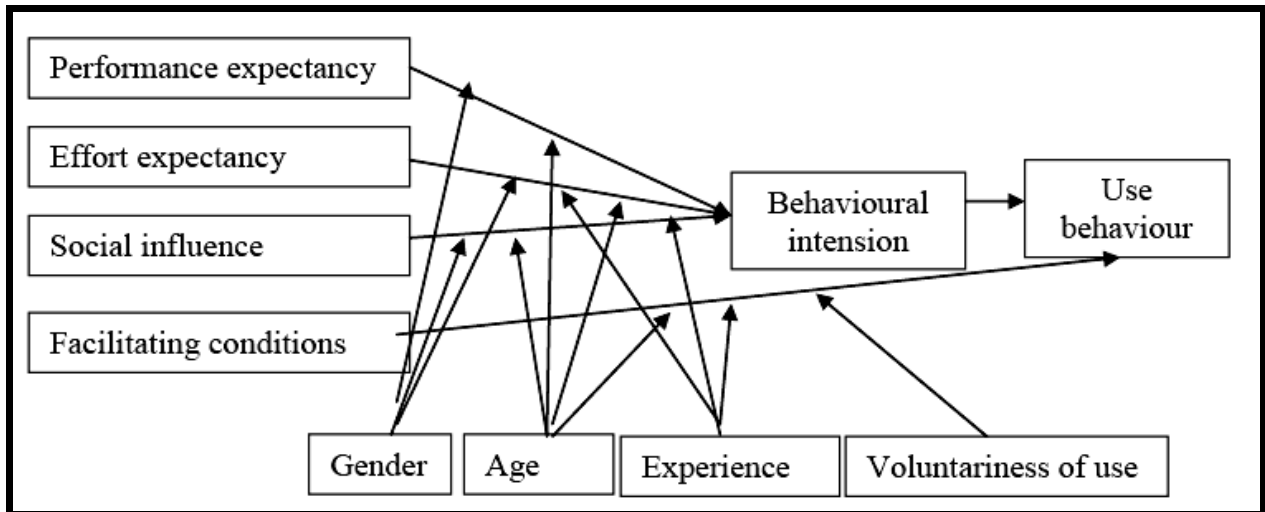 Performance expectancy
Effort expectancy
Social influence
Facilitating conditions
Behavioural
intension
Use
behaviour
Gender
Age
Experience
Voluntariness of use